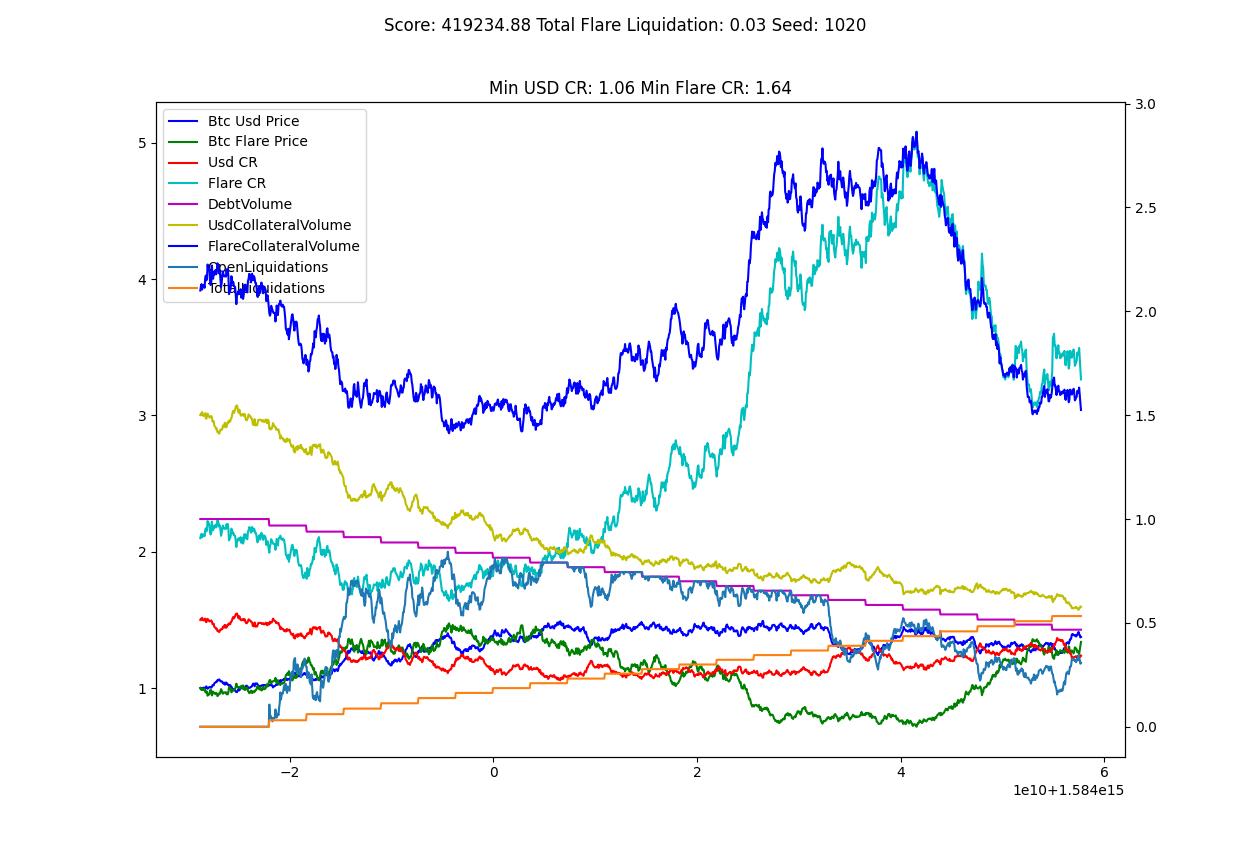 Score: 419234.88 Total Flare Liquidation: 0.03 Seed: 1020
Min USD CR: 1.06 Min Flare CR: 1.64
Btc Usd Price
Btc Flare Price
Usd CR
Flare CR
DebtVolume
UsdCollateralVolume
FlareCollateralVolume
OpenLiquidations
TotalLiquidations
5
4
3
2
1
3.0
2.5
2.0
1.5
1.0
0.5
0.0
−2
0
2
4
6
1e10+1.584e15